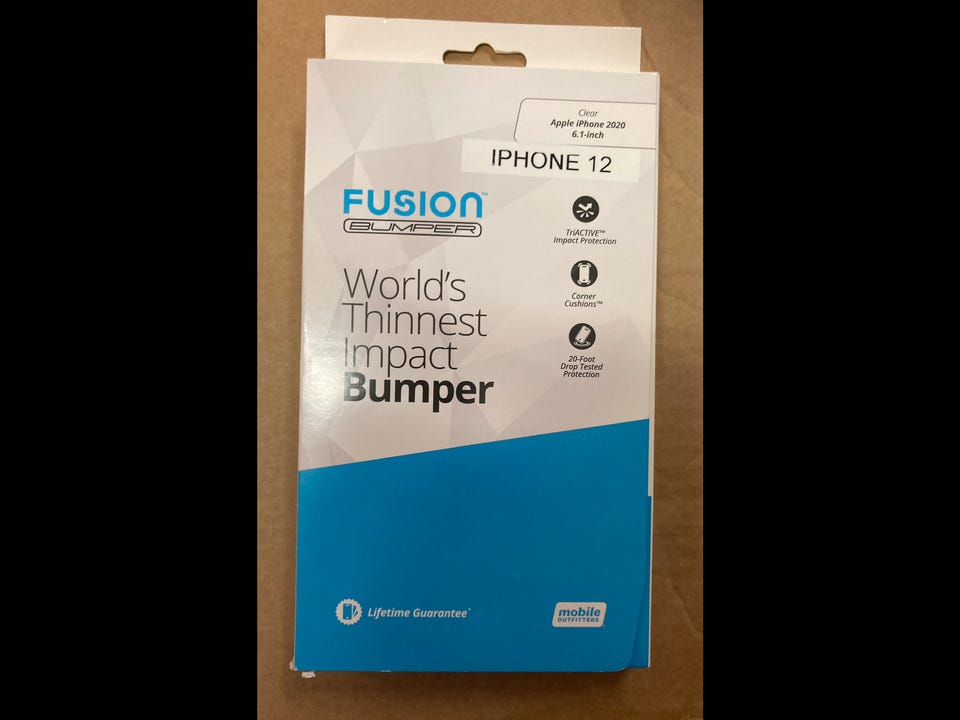 Clear
Apple iPhone 2020
6.1-inch
IPHONE 12
FUSION™
BUMPER
World's
Thinnest
Impact
Bumper
TriACTIVE™
Impact Protection
Corner
Cushions™
20-Foot
Drop Tested
Protection
Lifetime Guarantee*
mobile
OUTFITTERS